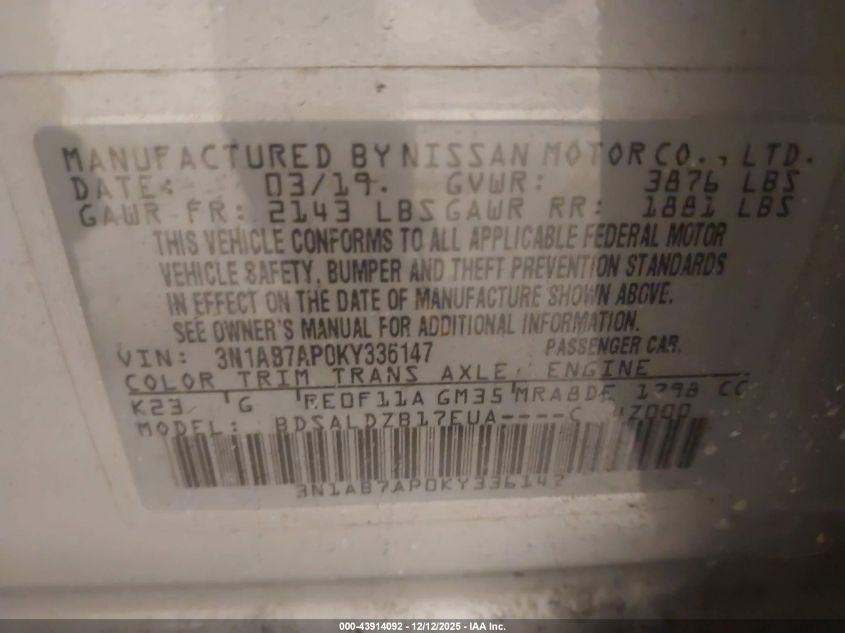 MANUFACTURED BY NISSAN MOTOR CO., LTD.
DATE: 03/19. GVWR: 3876 LBS
GAWR FR: 2143 LBS GAWR RR: 1881 LBS
THIS VEHICLE CONFORMS TO ALL APPLICABLE FEDERAL MOTOR
VEHICLE SAFETY, BUMPER AND THEFT PREVENTION STANDARDS
IN EFFECT ON THE DATE OF MANUFACTURE SHOWN ABOVE.
SEE OWNER'S MANUAL FOR ADDITIONAL INFORMATION.
VIN: 3N1AB7AP0KY336147 PASSENGER CAR.
COLOR TRIM TRANS AXLE ENGINE
K23 G RE0F11A GM35 MRA8DE 1798 CC
MODEL: BDSALDZB17EUA----C
3N1AB7AP0KY336147
000-43914092 - 12/12/2025 - IAA Inc.